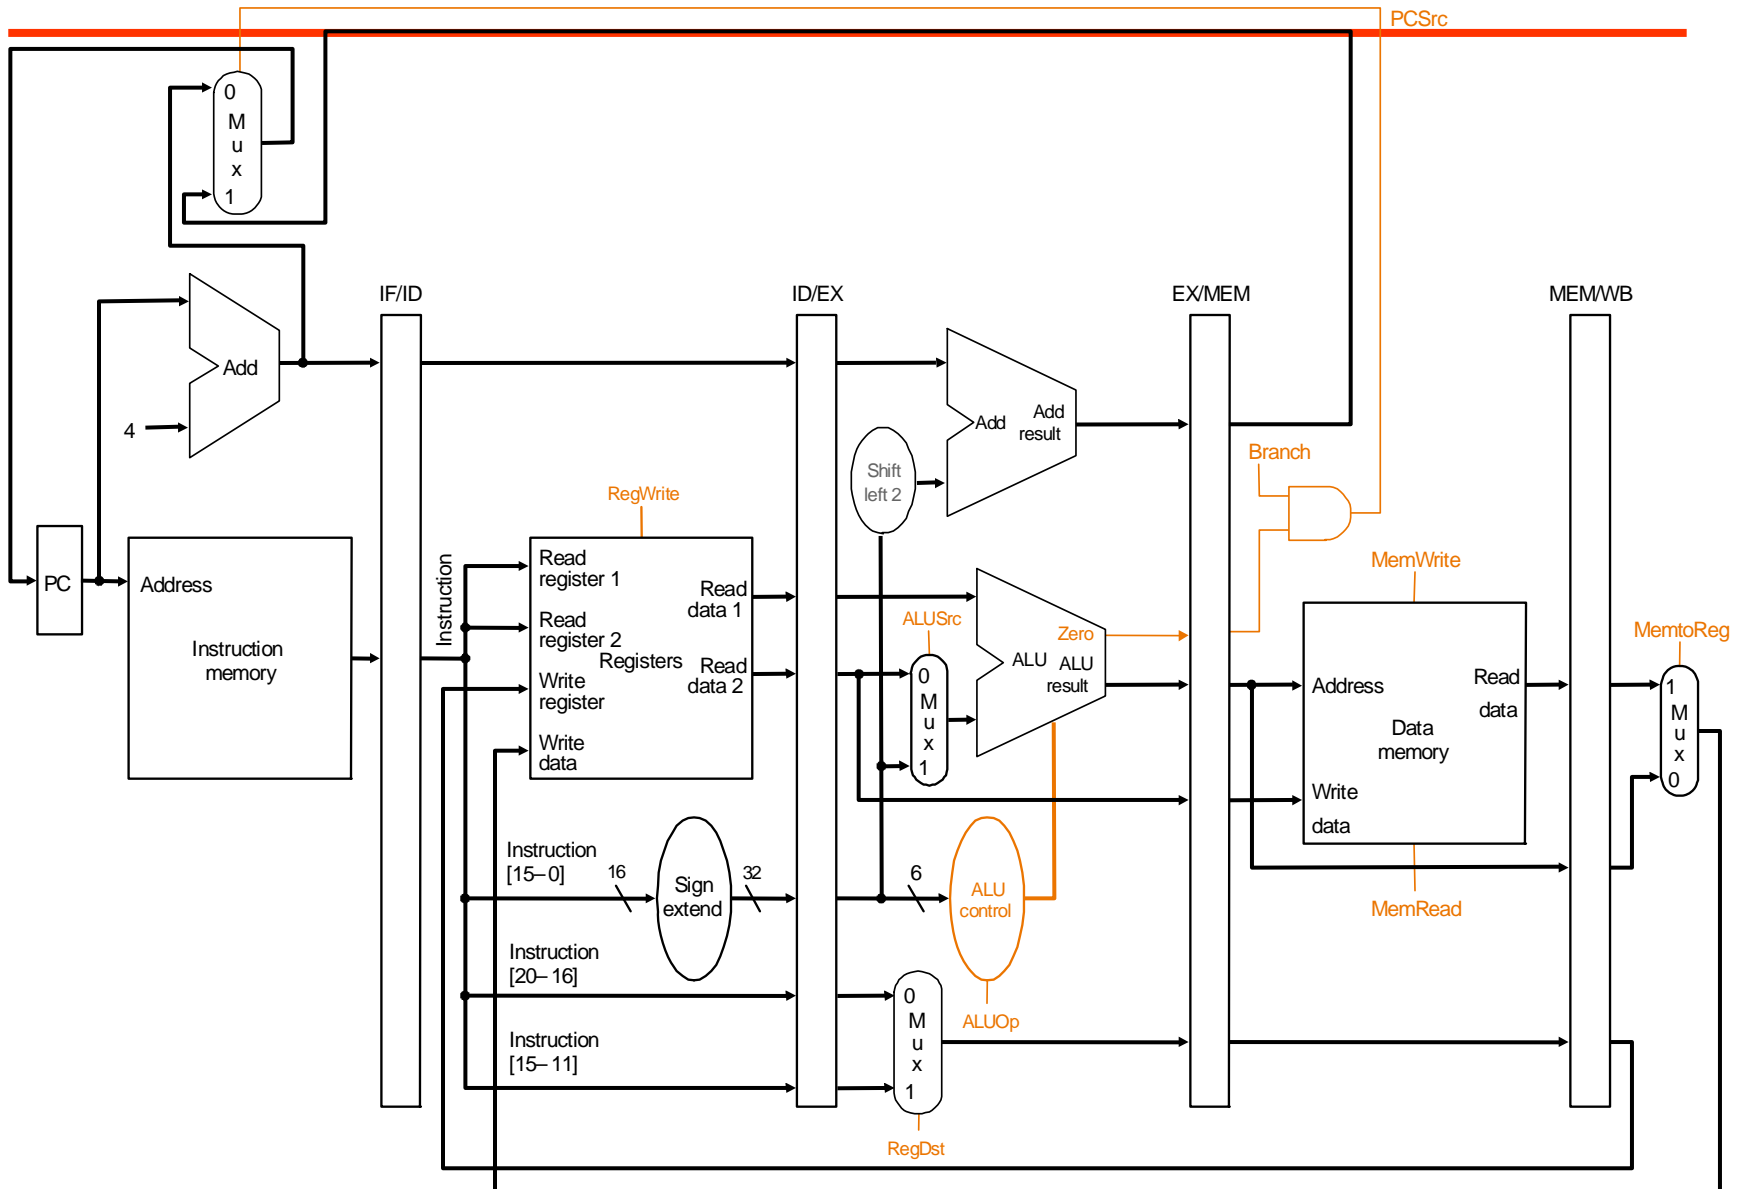 PCSrc
0
M
u
x
1
IF/ID
ID/EX
EX/MEM
MEM/WB
Add
4
Add
Add
result
Shift
left 2
Branch
RegWrite
PC
Address
Instruction
memory
Instruction
Read
register 1
Read
register 2
Write
register
Write
data
Registers
Read
data 1
Read
data 2
ALUSrc
0
M
u
x
1
Zero
ALU
ALU
result
MemWrite
Address
Read
data
Data
memory
Write
data
MemRead
MemtoReg
1
M
u
x
0
Instruction
[15–0]
16
Sign
extend
32
6
ALU
control
ALUOp
Instruction
[20–16]
Instruction
[15–11]
0
M
u
x
1
RegDst